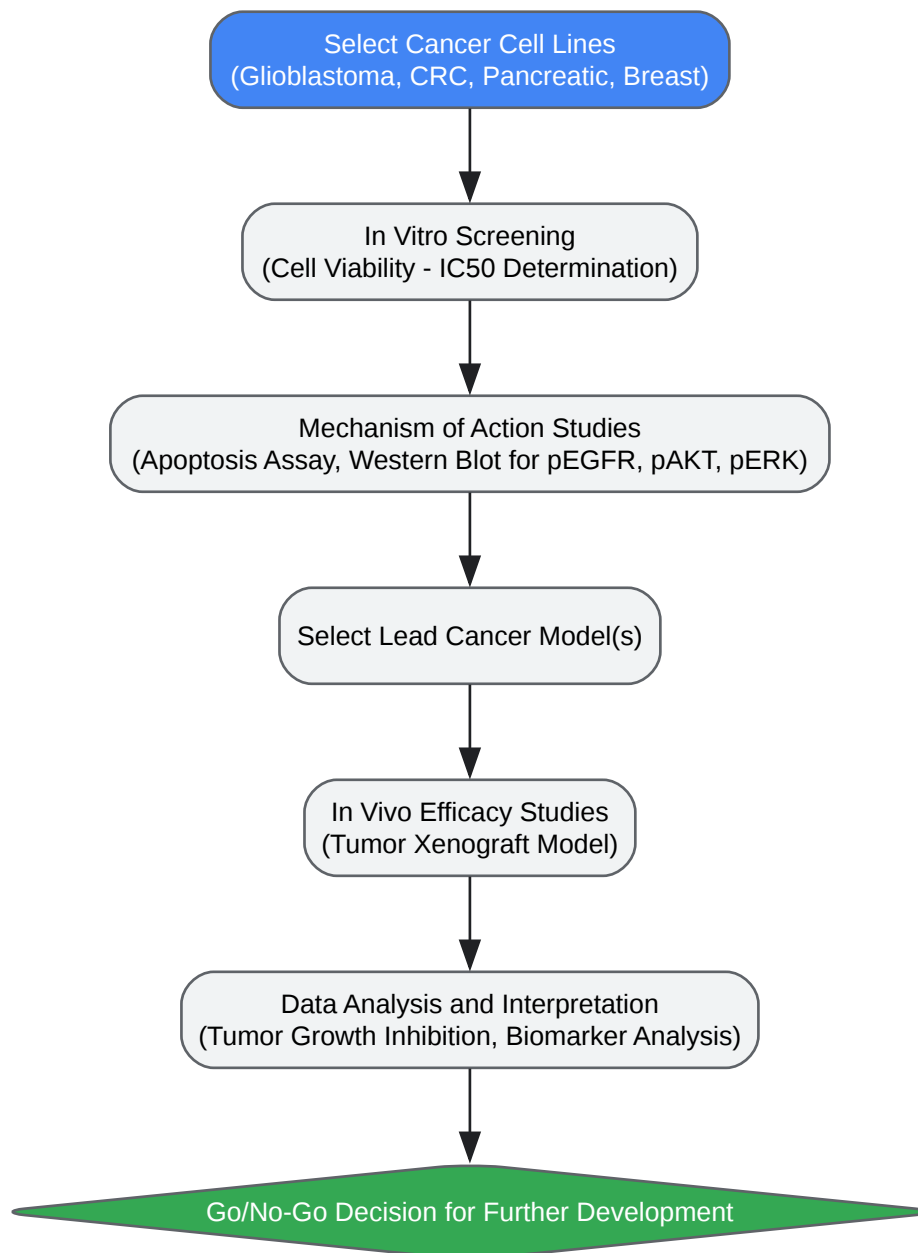 Select Cancer Cell Lines
(Glioblastoma, CRC, Pancreatic, Breast)
In Vitro Screening
(Cell Viability - IC50 Determination)
Mechanism of Action Studies
(Apoptosis Assay, Western Blot for pEGFR, pAKT, pERK)
Select Lead Cancer Model(s)
In Vivo Efficacy Studies
(Tumor Xenograft Model)
Data Analysis and Interpretation
(Tumor Growth Inhibition, Biomarker Analysis)
Go/No-Go Decision for Further Development